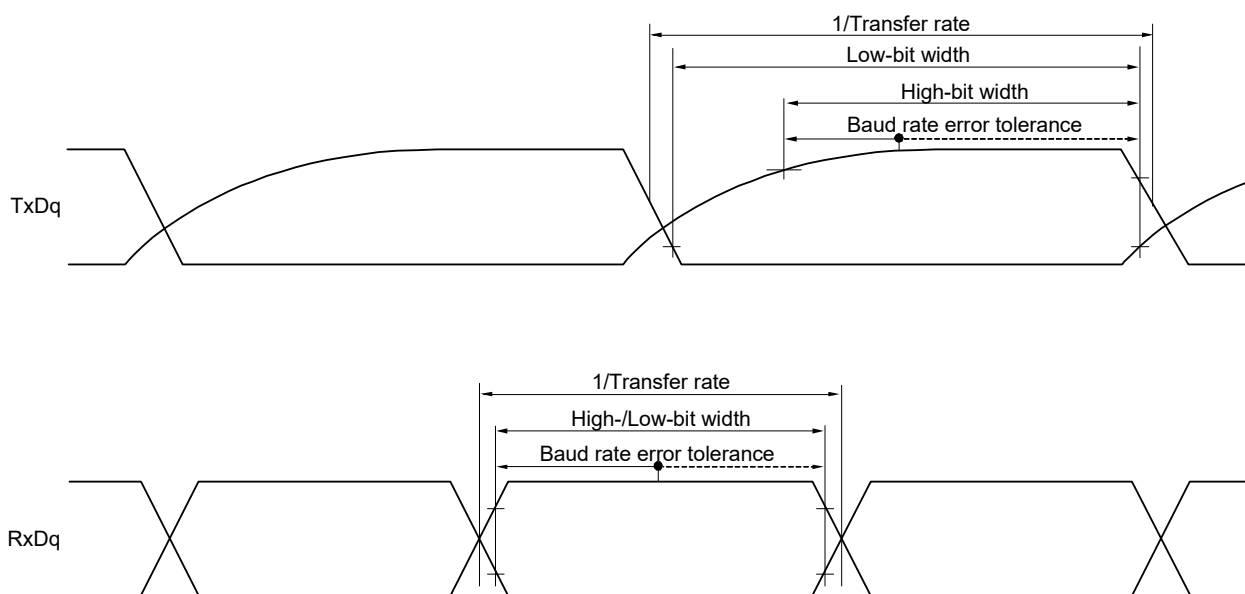 1/Transfer rate
Low-bit width
High-bit width
Baud rate error tolerance
TxDq
1/Transfer rate
High-/Low-bit width
Baud rate error tolerance
RxDq